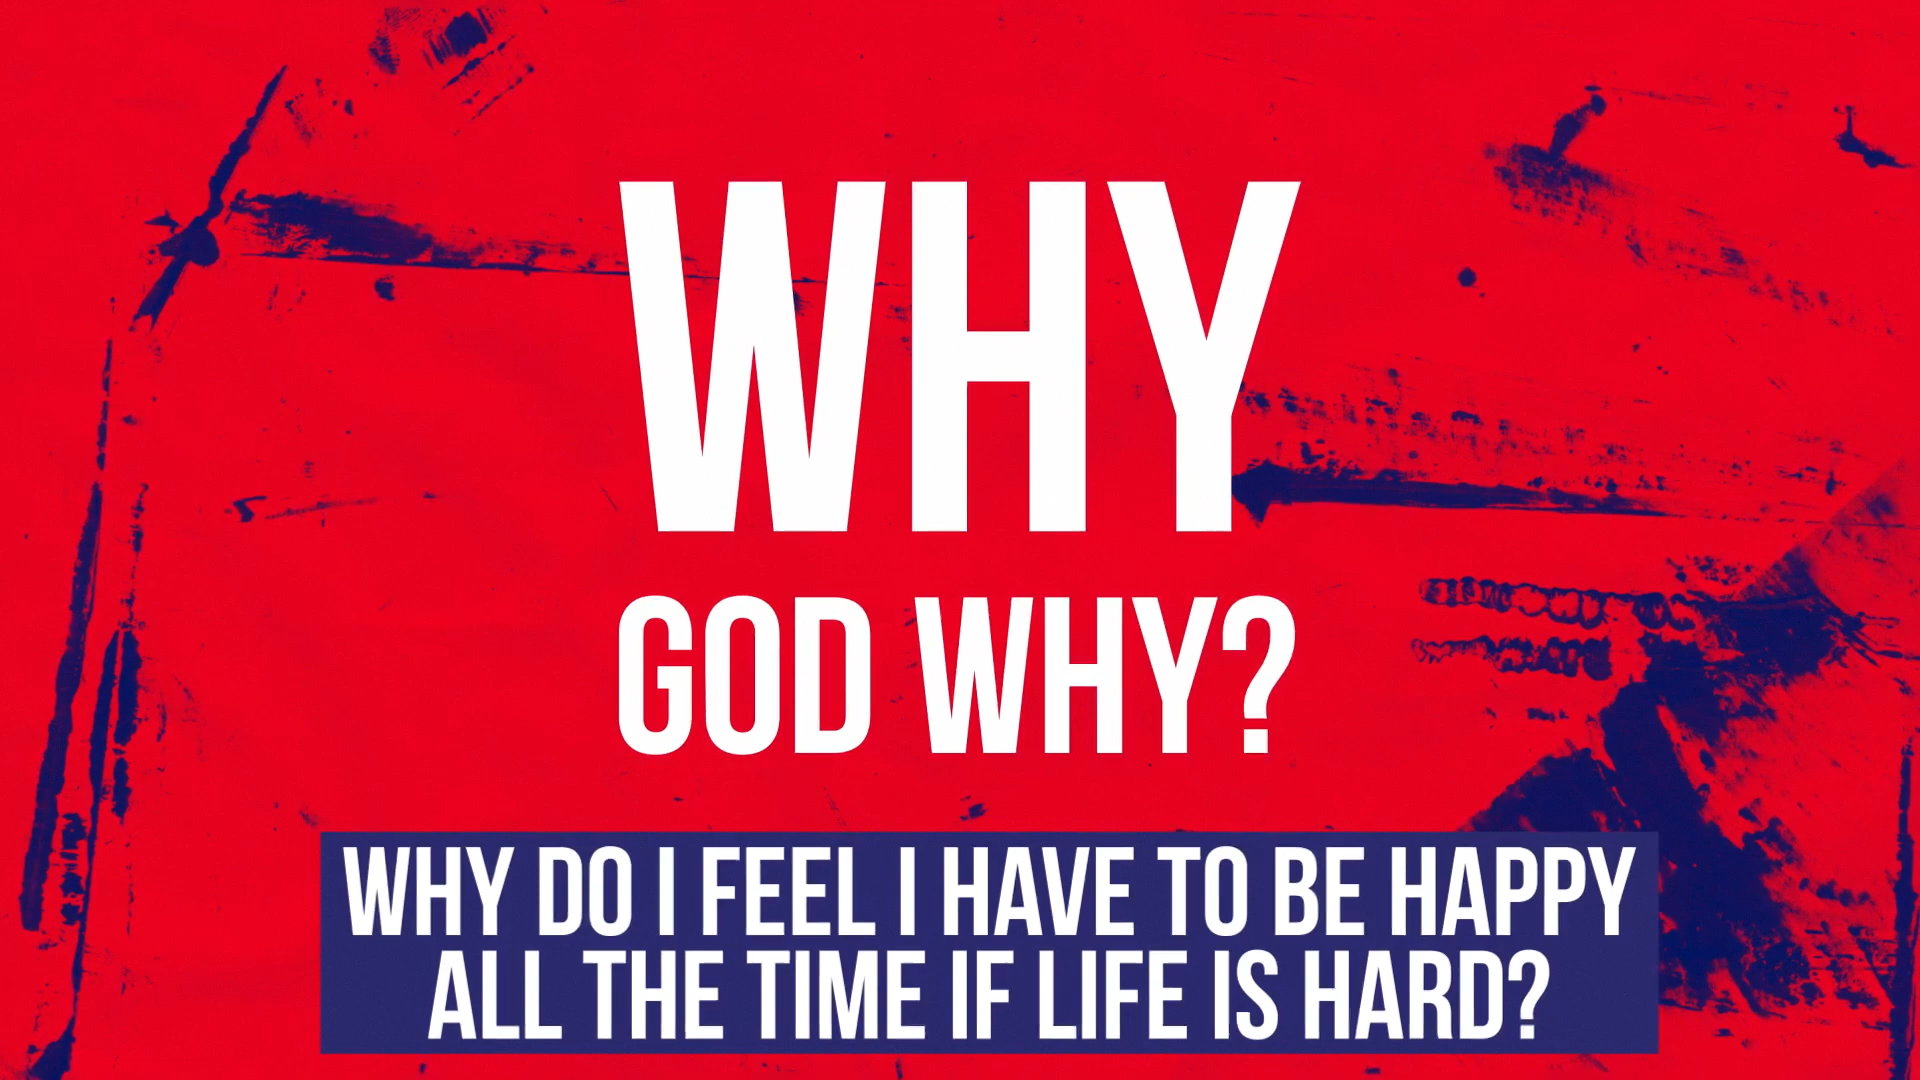 WHY
GOD WHY?
WHY DO I FEEL I HAVE TO BE HAPPY
ALL THE TIME IF LIFE IS HARD?